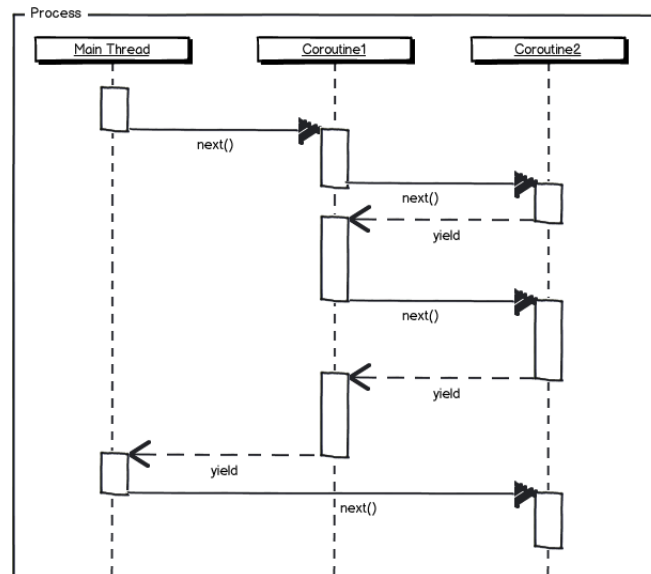 Process
Main Thread
Coroutine1
Coroutine2
next()
next()
yield
next()
yield
yield
next()